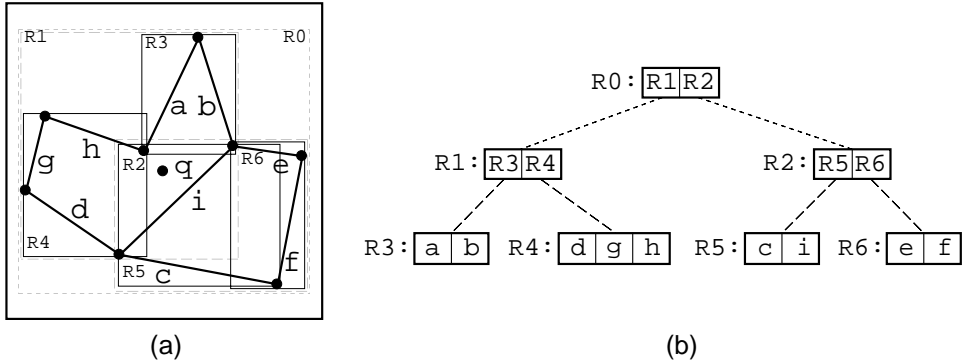 R1 R3 R0
a b
h R2 q R6 e
g
d i
R4 R5 c f
(a)
R0: R1 R2
R1: R3 R4 R2: R5 R6
R3: a b R4: d g h R5: c i R6: e f
(b)